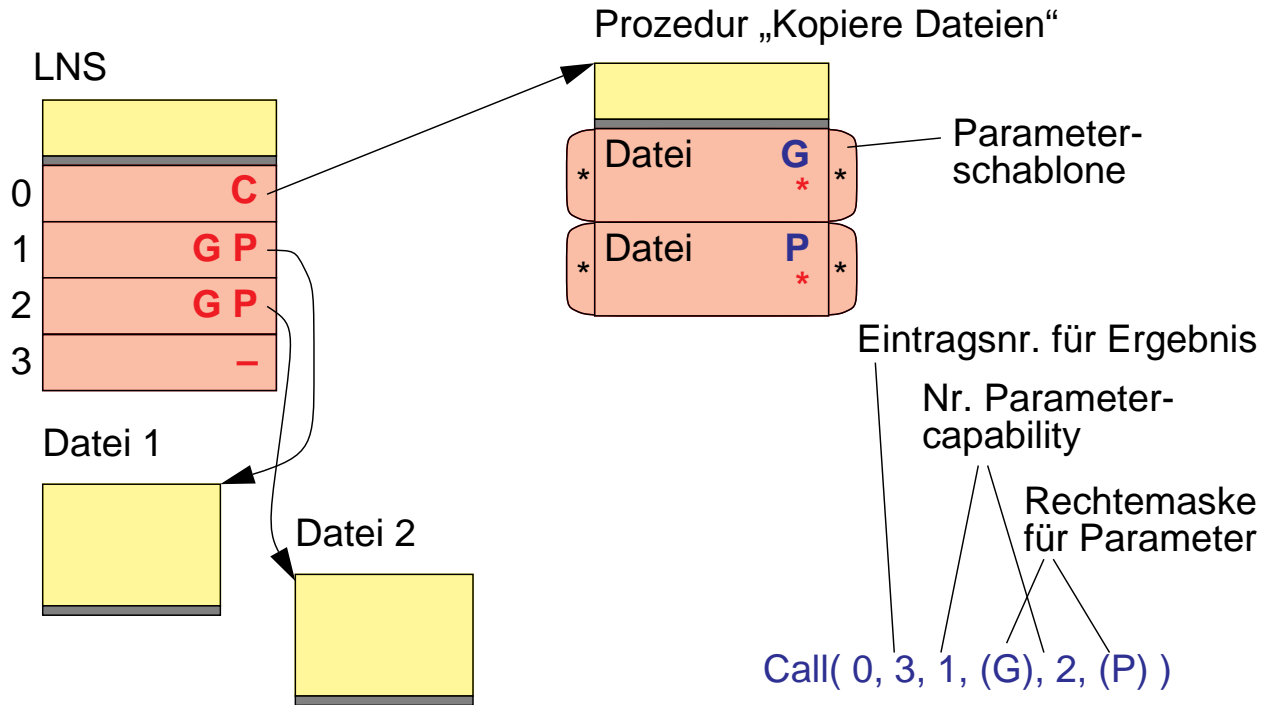 Prozedur „Kopiere Dateien“
LNS
0 C
1 G P
2 G P
3 –
Datei G
*
* *
Datei P
*
* *
Parameter-
schablone
Datei 1
Datei 2
Eintragsnr. für Ergebnis
Nr. Parameter-
capability
Rechtemaske
für Parameter
Call( 0, 3, 1, (G), 2, (P) )